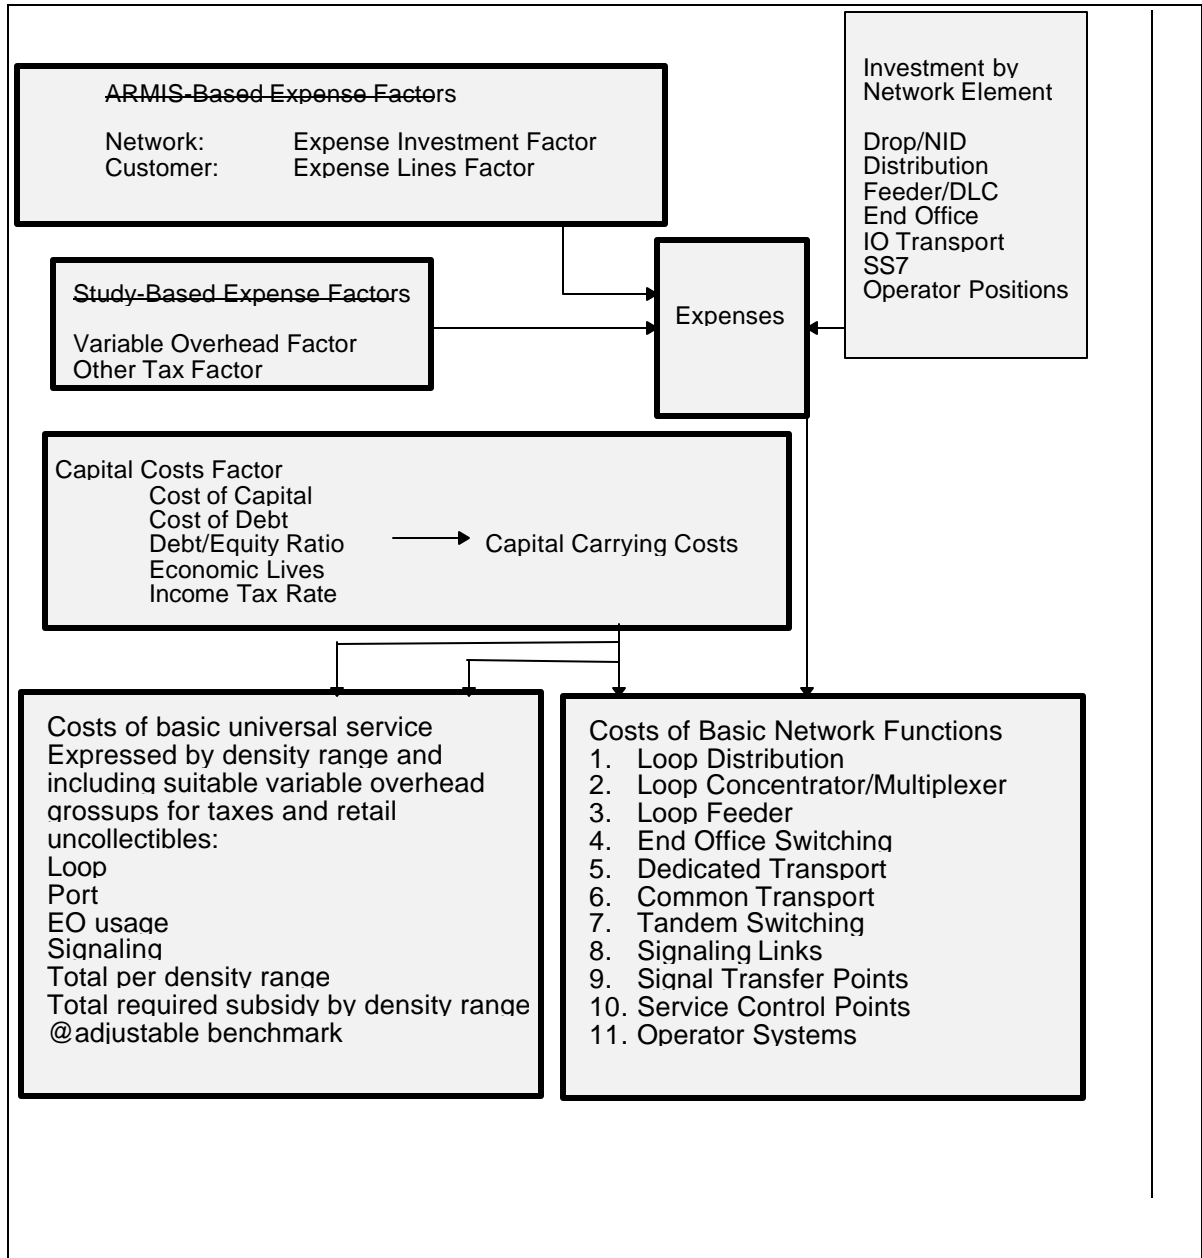 ARMIS-Based Expense Factors
Network: Expense Investment Factor
Customer: Expense Lines Factor
Investment by
Network Element
Drop/NID
Distribution
Feeder/DLC
End Office
IO Transport
SS7
Operator Positions
Study-Based Expense Factors
Variable Overhead Factor
Other Tax Factor
Expenses
Capital Costs Factor
Cost of Capital
Cost of Debt
Debt/Equity Ratio
Economic Lives
Income Tax Rate
Capital Carrying Costs
Costs of basic universal service
Expressed by density range and
including suitable variable overhead
grossups for taxes and retail
uncollectibles:
Loop
Port
EO usage
Signaling
Total per density range
Total required subsidy by density range
@adjustable benchmark
Costs of Basic Network Functions
1. Loop Distribution
2. Loop Concentrator/Multiplexer
3. Loop Feeder
4. End Office Switching
5. Dedicated Transport
6. Common Transport
7. Tandem Switching
8. Signaling Links
9. Signal Transfer Points
10. Service Control Points
11. Operator Systems